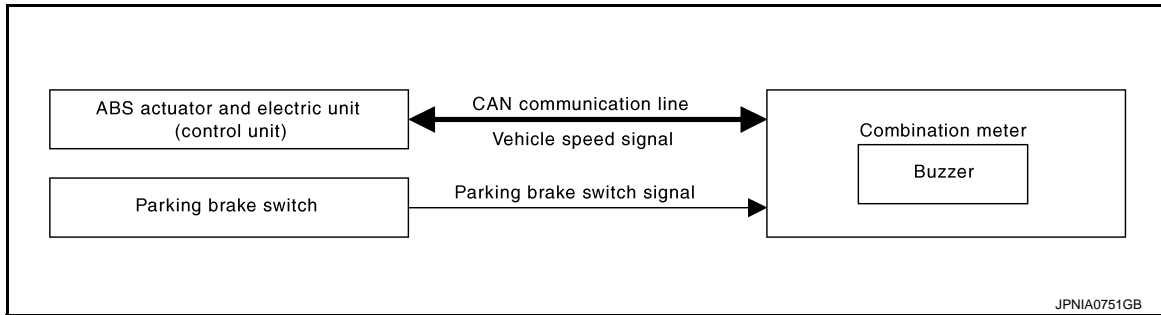 ABS actuator and electric unit
(control unit)
CAN communication line
Vehicle speed signal
Parking brake switch
Parking brake switch signal
Combination meter
Buzzer
JPNIA0751GB